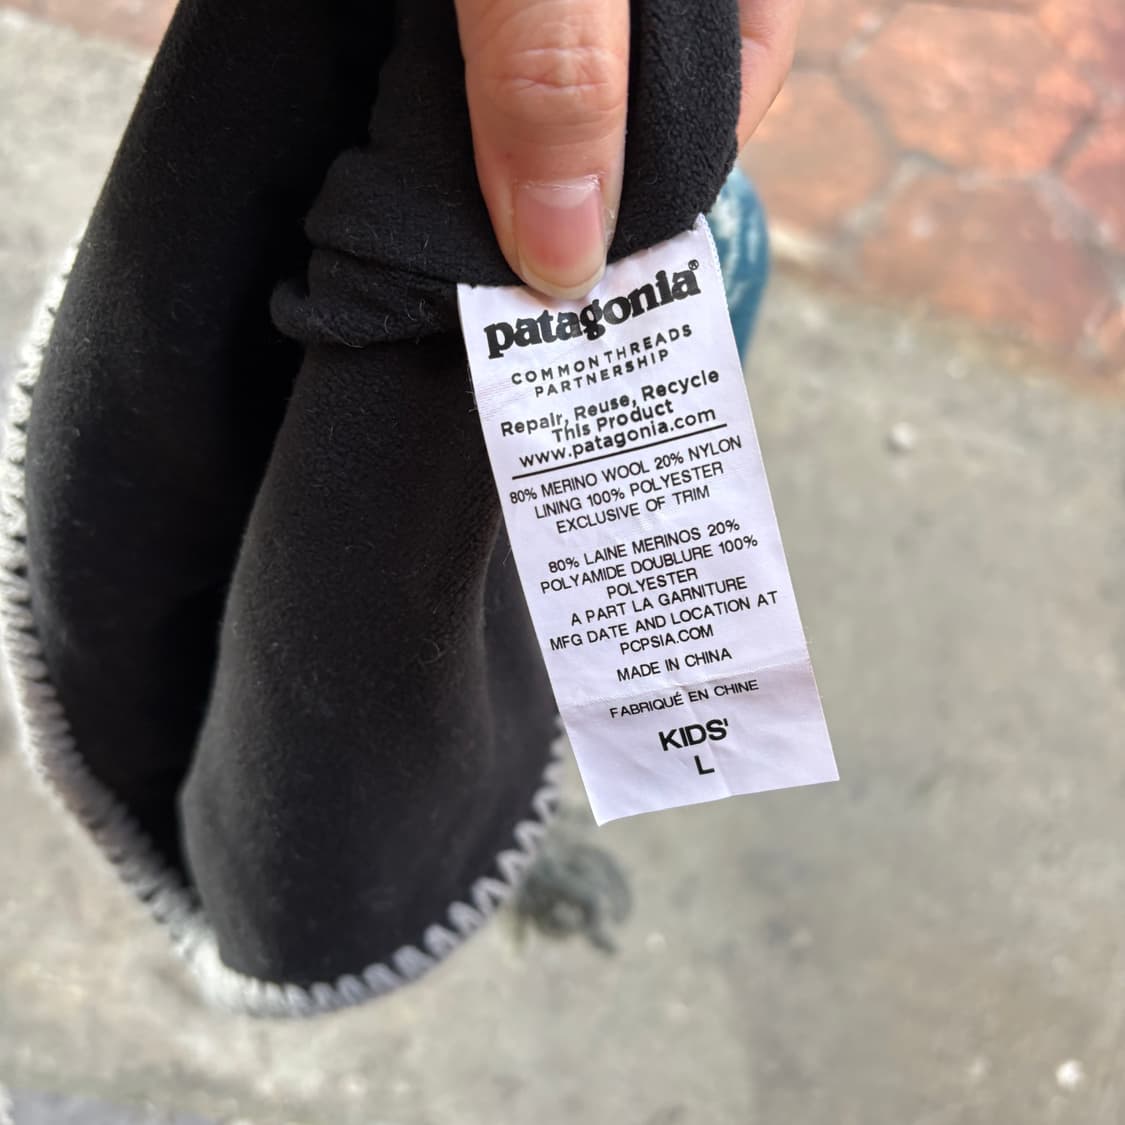 patagonia®
COMMON THREADS
PARTNERSHIP
Repair, Reuse, Recycle
This Product
www.patagonia.com
80% MERINO WOOL 20% NYLON
LINING 100% POLYESTER
EXCLUSIVE OF TRIM
80% LAINE MERINOS 20%
POLYAMIDE DOUBLURE 100%
POLYESTER
A PART LA GARNITURE
MFG DATE AND LOCATION AT
PCPSIA.COM
MADE IN CHINA
FABRIQUÉ EN CHINE
KIDS'
L